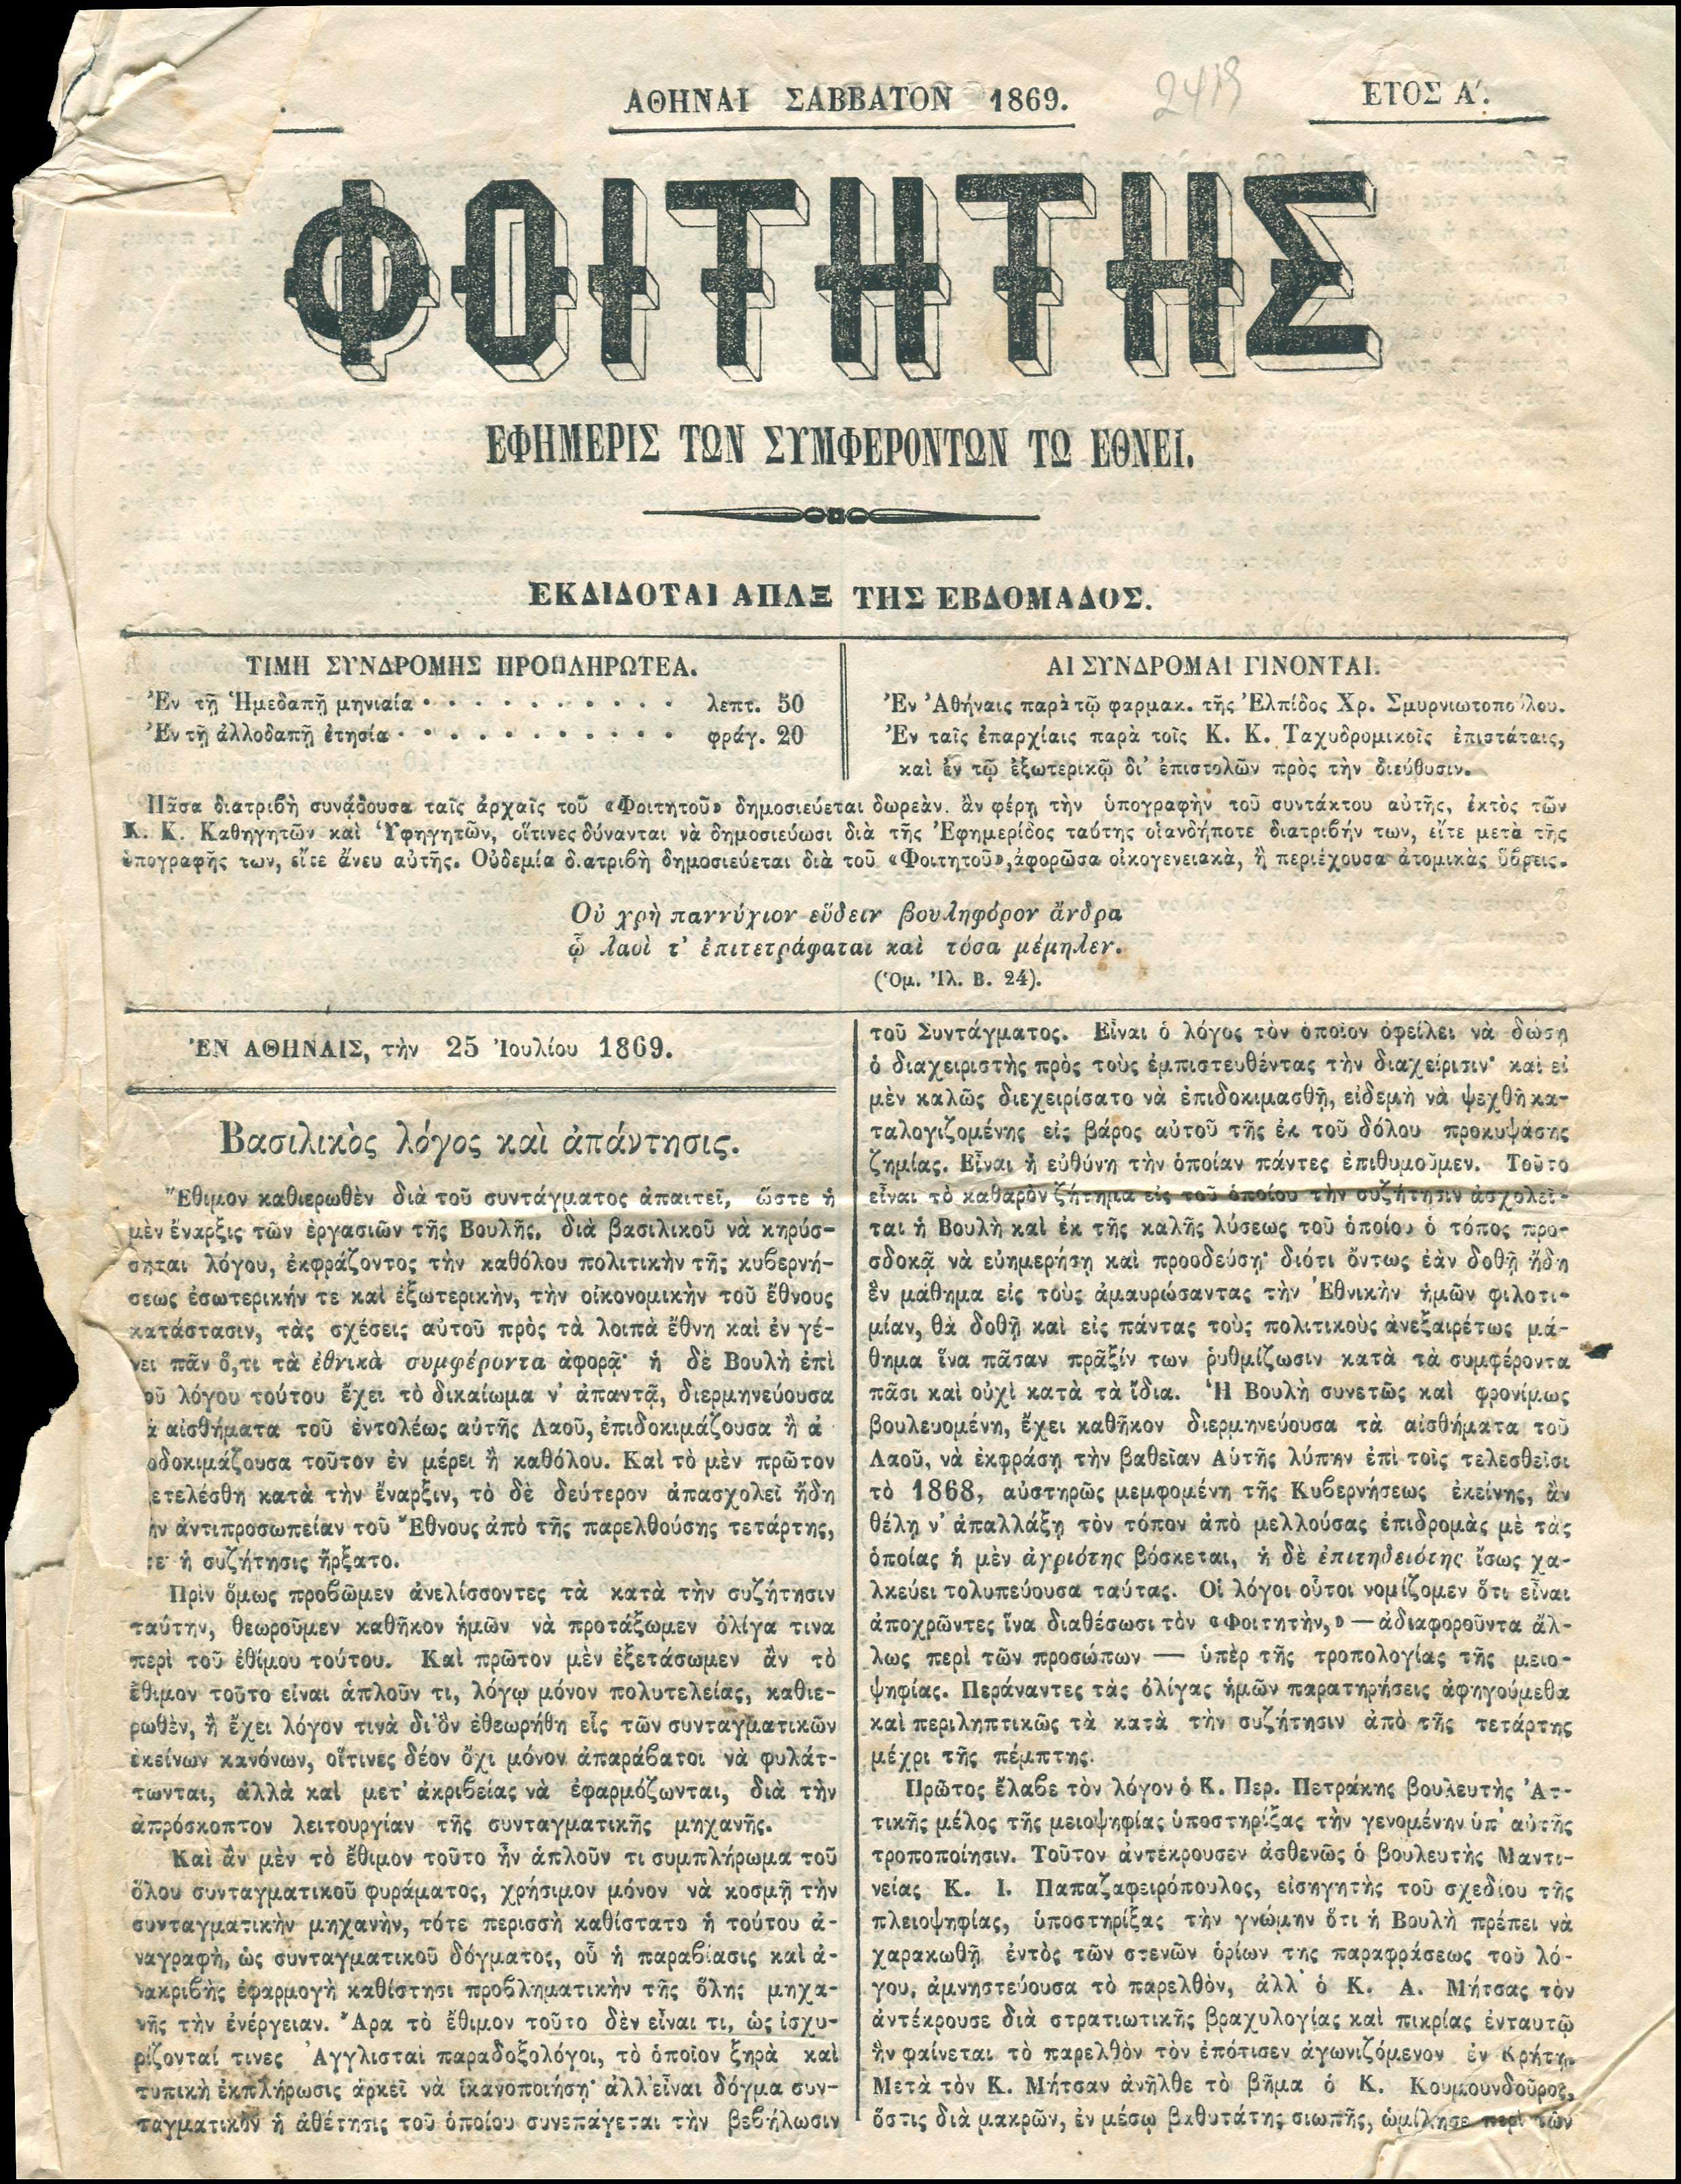 ΑΘΗΝΑΙ ΣΑΒΒΑΤΟΝ 1869.
2419
ΕΤΟΣ Α΄.
ΦΟΙΤΗΤΗΣ
ΕΦΗΜΕΡΙΣ ΤΩΝ ΣΥΜΦΕΡΟΝΤΩΝ ΤΩ ΕΘΝΕΙ.
ΕΚΔΙΔΟΤΑΙ ΑΠΑΞ ΤΗΣ ΕΒΔΟΜΑΔΟΣ.
ΤΙΜΗ ΣΥΝΔΡΟΜΗΣ ΠΡΟΠΛΗΡΩΤΕΑ.
Ἐν τῇ Ἡμεδαπῇ μηνιαία . . . . . . . . . . λεπτ. 50
Ἐν τῇ ἀλλοδαπῇ ἐτησία . . . . . . . . . . . φράγ. 20
ΑΙ ΣΥΝΔΡΟΜΑΙ ΓΙΝΟΝΤΑΙ.
Ἐν Ἀθήναις παρὰ τῷ φαρμακ. τῆς Ἐλπίδος Χρ. Σμυρνιωτοπούλου.
Ἐν ταῖς ἐπαρχίαις παρὰ τοῖς Κ. Κ. Ταχυδρομικοῖς ἐπιστάταις,
καὶ ἐν τῷ ἐξωτερικῷ δι' ἐπιστολῶν πρὸς τὴν διεύθυσιν.
Πᾶσα διατριβὴ συνᾴδουσα ταῖς ἀρχαῖς τοῦ «Φοιτητοῦ» δημοσιεύεται δωρεὰν. ἂν φέρῃ τὴν ὑπογραφὴν τοῦ συντάκτου αὐτῆς, ἐκτὸς τῶν
Κ. Κ. Καθηγητῶν καὶ Ὑφηγητῶν, οἵτινες δύνανται νὰ δημοσιεύωσι διὰ τῆς Ἐφημερίδος ταύτης οἱανδήποτε διατριβήν των, εἴτε μετὰ τῆς
ὑπογραφῆς των, εἴτε ἄνευ αὐτῆς. Οὐδεμία διατριβὴ δημοσιεύεται διὰ τοῦ «Φοιτητοῦ», ἀφορῶσα οἰκογενειακὰ, ἢ περιέχουσα ἀτομικὰς ὕβρεις.
Οὐ χρὴ παννύχιον εὕδειν βουληφόρον ἄνδρα
ᾧ λαοὶ τ' ἐπιτετράφαται καὶ τόσα μέμηλεν.
(Ὁμ. Ἰλ. Β. 24).
ἘΝ ΑΘΗΝΑΙΣ, τὴν 25 Ἰουλίου 1869.
Βασιλικὸς λόγος καὶ ἀπάντησις.
Ἔθιμον καθιερωθὲν διὰ τοῦ συντάγματος ἀπαιτεῖ, ὥστε ἡ
μὲν ἔναρξις τῶν ἐργασιῶν τῆς Βουλῆς, διὰ βασιλικοῦ νὰ κηρύσ-
σηται λόγου, ἐκφράζοντος τὴν καθόλου πολιτικὴν τῆς κυβερνή-
σεως ἐσωτερικήν τε καὶ ἐξωτερικὴν, τὴν οἰκονομικὴν τοῦ ἔθνους
κατάστασιν, τὰς σχέσεις αὐτοῦ πρὸς τὰ λοιπὰ ἔθνη καὶ ἐν γέ-
νει πᾶν ὅ,τι τὰ ἐθνικὰ συμφέροντα ἀφορᾷ· ἡ δὲ Βουλὴ ἐπὶ
οῦ λόγου τούτου ἔχει τὸ δικαίωμα ν' ἀπαντᾷ, διερμηνεύουσα
ὰ αἰσθήματα τοῦ ἐντολέως αὐτῆς Λαοῦ, ἐπιδοκιμάζουσα ἢ ἀ
οδοκιμάζουσα τοῦτον ἐν μέρει ἢ καθόλου. Καὶ τὸ μὲν πρῶτον
ετελέσθη κατὰ τὴν ἔναρξιν, τὸ δὲ δεύτερον ἀπασχολεῖ ἤδη
ὴν ἀντιπροσωπείαν τοῦ Ἔθνους ἀπὸ τῆς παρελθούσης τετάρτης,
τε ἡ συζήτησις ἤρξατο.
Πρὶν ὅμως προβῶμεν ἀνελίσσοντες τὰ κατὰ τὴν συζήτησιν
ταύτην, θεωροῦμεν καθῆκον ἡμῶν νὰ προτάξωμεν ὀλίγα τινα
περὶ τοῦ ἐθίμου τούτου. Καὶ πρῶτον μὲν ἐξετάσωμεν ἂν τὸ
ἔθιμον τοῦτο εἶναι ἁπλοῦν τι, λόγῳ μόνον πολυτελείας, καθιε-
ρωθὲν, ἢ ἔχει λόγον τινὰ δι' ὃν ἐθεωρήθη εἷς τῶν συνταγματικῶν
ἐκείνων κανόνων, οἵτινες δέον ὄχι μόνον ἀπαράβατοι νὰ φυλάτ-
τωνται, ἀλλὰ καὶ μετ' ἀκριβείας νὰ ἐφαρμόζωνται, διὰ τὴν
ἀπρόσκοπτον λειτουργίαν τῆς συνταγματικῆς μηχανῆς.
Καὶ ἂν μὲν τὸ ἔθιμον τοῦτο ἦν ἁπλοῦν τι συμπλήρωμα τοῦ
ὅλου συνταγματικοῦ φυράματος, χρήσιμον μόνον νὰ κοσμῇ τὴν
συνταγματικὴν μηχανὴν, τότε περισσὴ καθίστατο ἡ τούτου ἀ-
ναγραφὴ, ὡς συνταγματικοῦ δόγματος, οὗ ἡ παραβίασις καὶ ἀ-
νακριβὴς ἐφαρμογὴ καθίστησι προβληματικὴν τῆς ὅλης μηχα-
νῆς τὴν ἐνέργειαν. Ἄρα τὸ ἔθιμον τοῦτο δὲν εἶναι τι, ὡς ἰσχυ-
ρίζονταί τινες Ἀγγλισταὶ παραδοξολόγοι, τὸ ὁποῖον ξηρὰ καὶ
τυπικὴ ἐκπλήρωσις ἀρκεῖ νὰ ἱκανοποιήσῃ· ἀλλ' εἶναι δόγμα συν-
ταγματικὸν ἡ ἀθέτησις τοῦ ὁποίου συνεπάγεται τὴν βεβήλωσιν
τοῦ Συντάγματος. Εἶναι ὁ λόγος τὸν ὁποῖον ὀφείλει νὰ δώσῃ
ὁ διαχειριστὴς πρὸς τοὺς ἐμπιστευθέντας τὴν διαχείρισιν· καὶ εἰ
μὲν καλῶς διεχειρίσατο νὰ ἐπιδοκιμασθῇ, εἰδεμὴ νὰ ψεχθῇ κα-
ταλογιζομένης εἰς βάρος αὐτοῦ τῆς ἐκ τοῦ δόλου προκυψάσης
ζημίας. Εἶναι ἡ εὐθύνη τὴν ὁποίαν πάντες ἐπιθυμοῦμεν. Τοῦτο
εἶναι τὸ καθαρὸν ζήτημα εἰς τοῦ ὁποίου τὴν συζήτησιν ἀσχολεῖ-
ται ἡ Βουλὴ καὶ ἐκ τῆς καλῆς λύσεως τοῦ ὁποίου ὁ τόπος προ-
σδοκᾷ νὰ εὐημερήσῃ καὶ προοδεύσῃ· διότι ὄντως ἐὰν δοθῇ ἤδη
ἓν μάθημα εἰς τοὺς ἀμαυρώσαντας τὴν Ἐθνικὴν ἡμῶν φιλοτι-
μίαν, θὰ δοθῇ καὶ εἰς πάντας τοὺς πολιτικοὺς ἀνεξαιρέτως μά-
θημα ἵνα πᾶσαν πρᾶξίν των ῥυθμίζωσιν κατὰ τὰ συμφέροντα
πᾶσι καὶ οὐχὶ κατὰ τὰ ἴδια. Ἡ Βουλὴ συνετῶς καὶ φρονίμως
βουλευομένη, ἔχει καθῆκον διερμηνεύουσα τὰ αἰσθήματα τοῦ
Λαοῦ, νὰ ἐκφράσῃ τὴν βαθεῖαν Αὑτῆς λύπην ἐπὶ τοῖς τελεσθεῖσι
τὸ 1868, αὐστηρῶς μεμφομένη τῆς Κυβερνήσεως ἐκείνης, ἂν
θέλῃ ν' ἀπαλλάξῃ τὸν τόπον ἀπὸ μελλούσας ἐπιδρομὰς μὲ τὰς
ὁποίας ἡ μὲν ἀγριότης βόσκεται, ἡ δὲ ἐπιτηδειότης ἴσως χα-
λκεύει τολυπεύουσα ταύτας. Οἱ λόγοι οὗτοι νομίζομεν ὅτι εἶναι
ἀποχρῶντες ἵνα διαθέσωσι τὸν «Φοιτητὴν,» — ἀδιαφοροῦντα ἄλ-
λως περὶ τῶν προσώπων — ὑπὲρ τῆς τροπολογίας τῆς μειο-
ψηφίας. Περάναντες τὰς ὀλίγας ἡμῶν παρατηρήσεις ἀφηγούμεθα
καὶ περιληπτικῶς τὰ κατὰ τὴν συζήτησιν ἀπὸ τῆς τετάρτης
μέχρι τῆς πέμπτης.
Πρῶτος ἔλαβε τὸν λόγον ὁ Κ. Περ. Πετράκης βουλευτὴς Ἀτ-
τικῆς μέλος τῆς μειοψηφίας ὑποστηρίξας τὴν γενομένην ὑπ' αὐτῆς
τροποποίησιν. Τοῦτον ἀντέκρουσεν ἀσθενῶς ὁ βουλευτὴς Μαντι-
νείας Κ. Ι. Παπαζαφειρόπουλος, εἰσηγητὴς τοῦ σχεδίου τῆς
πλειοψηφίας, ὑποστηρίξας τὴν γνώμην ὅτι ἡ Βουλὴ πρέπει νὰ
χαρακωθῇ ἐντὸς τῶν στενῶν ὁρίων της παραφράσεως τοῦ λό-
γου, ἀμνηστεύουσα τὸ παρελθὸν, ἀλλ' ὁ Κ. Α. Μήτσας τὸν
ἀντέκρουσε διὰ στρατιωτικῆς βραχυλογίας καὶ πικρίας ἐνταυτῷ
ἣν φαίνεται τὸ παρελθὸν τὸν ἐπότισεν ἀγωνιζόμενον ἐν Κρήτῃ.
Μετὰ τὸν Κ. Μήτσαν ἀνῆλθε τὸ βῆμα ὁ Κ. Κουμουνδοῦρος,
ὅστις διὰ μακρῶν, ἐν μέσῳ βαθυτάτης σιωπῆς, ὡμίλησε περὶ τῶν